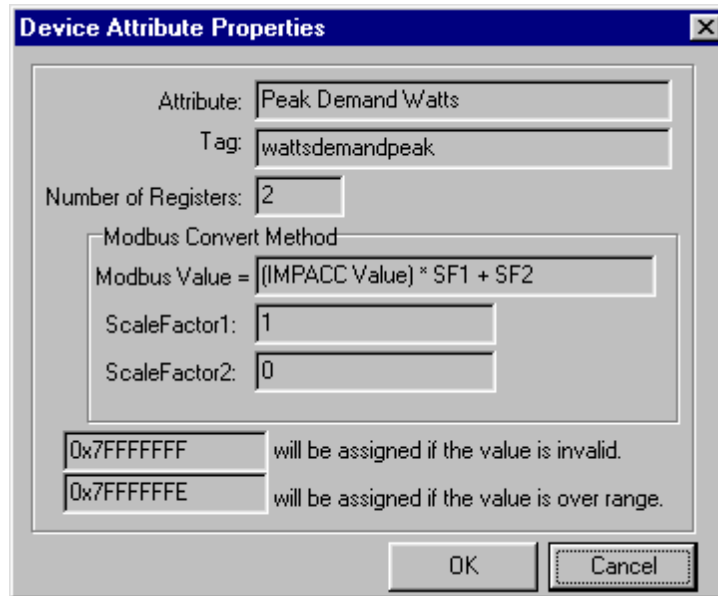 Device Attribute Properties
Attribute: Peak Demand Watts
Tag: wattsdemandpeak
Number of Registers: 2
Modbus Convert Method
Modbus Value = (IMPACC Value) * SF1 + SF2
ScaleFactor1: 1
ScaleFactor2: 0
0x7FFFFFFF will be assigned if the value is invalid.
0x7FFFFFFE will be assigned if the value is over range.
OK Cancel